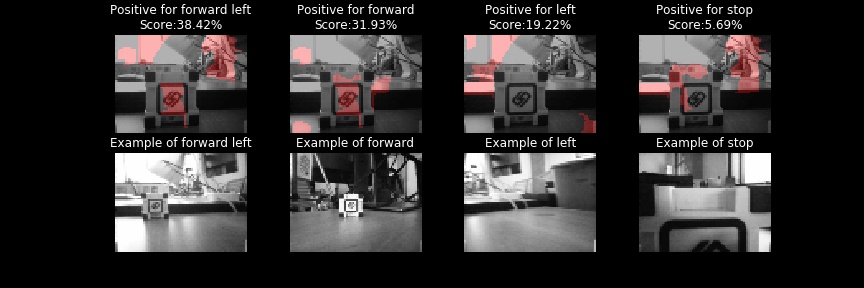 Positive for forward left
Score:38.42%
Positive for forward
Score:31.93%
Positive for left
Score:19.22%
Positive for stop
Score:5.69%
Example of forward left
Example of forward
Example of left
Example of stop